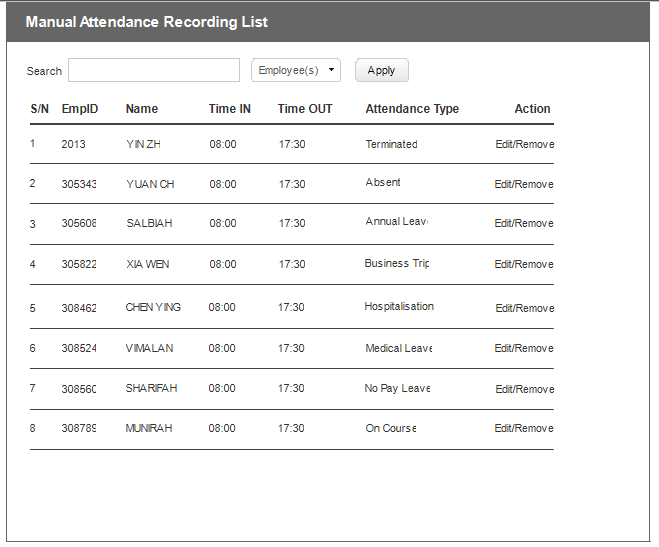 Manual Attendance Recording List
Search Employee(s) Apply
S/N EmpID Name Time IN Time OUT Attendance Type Action
1 2013 YIN ZH 08:00 17:30 Terminated Edit/Remove
2 305343 YUAN CH 08:00 17:30 Absent Edit/Remove
3 305608 SALBIAH 08:00 17:30 Annual Leav Edit/Remove
4 305822 XIA WEN 08:00 17:30 Business Trip Edit/Remove
5 308462 CHEN YING 08:00 17:30 Hospitalisation Edit/Remove
6 308524 VIMALAN 08:00 17:30 Medical Leave Edit/Remove
7 308560 SHARIFAH 08:00 17:30 No Pay Leave Edit/Remove
8 308789 MUNIRAH 08:00 17:30 On Course Edit/Remove